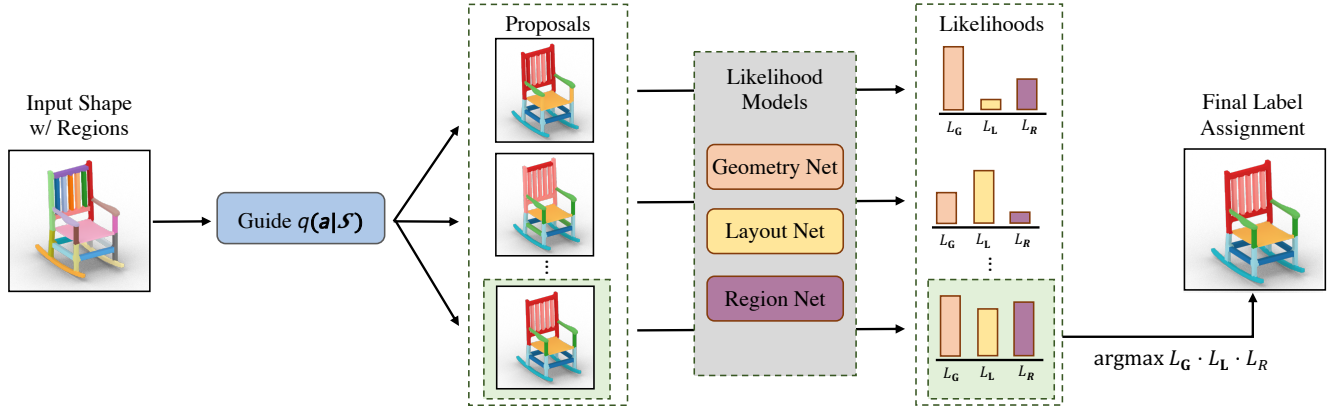 Input Shape
w/ Regions
Guide q(a|S)
Proposals
⋮
Likelihood
Models
Geometry Net
Layout Net
Region Net
Likelihoods
L_G L_L L_R
L_G L_L L_R
⋮
L_G L_L L_R
argmax L_G · L_L · L_R
Final Label
Assignment